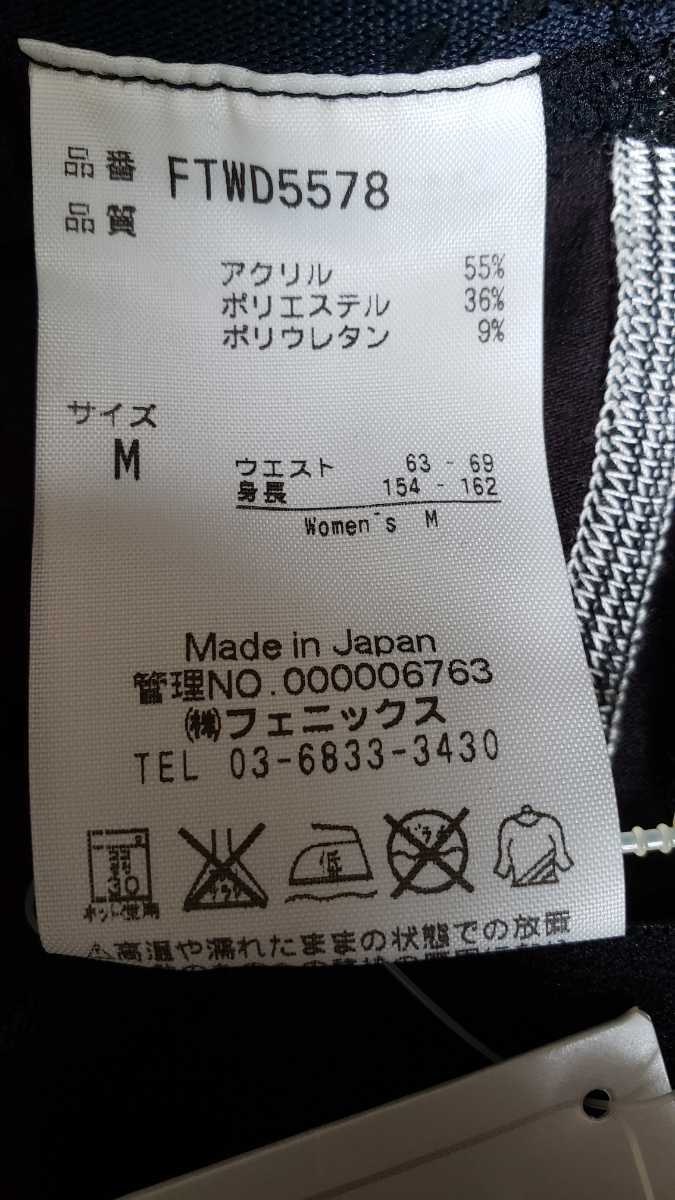 品番 FTWD5578
品質
アクリル 55%
ポリエステル 36%
ポリウレタン 9%
サイズ
M
ウエスト 63 - 69
身長 154 - 162
Women's M
Made in Japan
管理NO.000006763
㈱フェニックス
TEL 03-6833-3430
30
低
ドライ
ネット使用
⚠高温や濡れたままの状態での放置